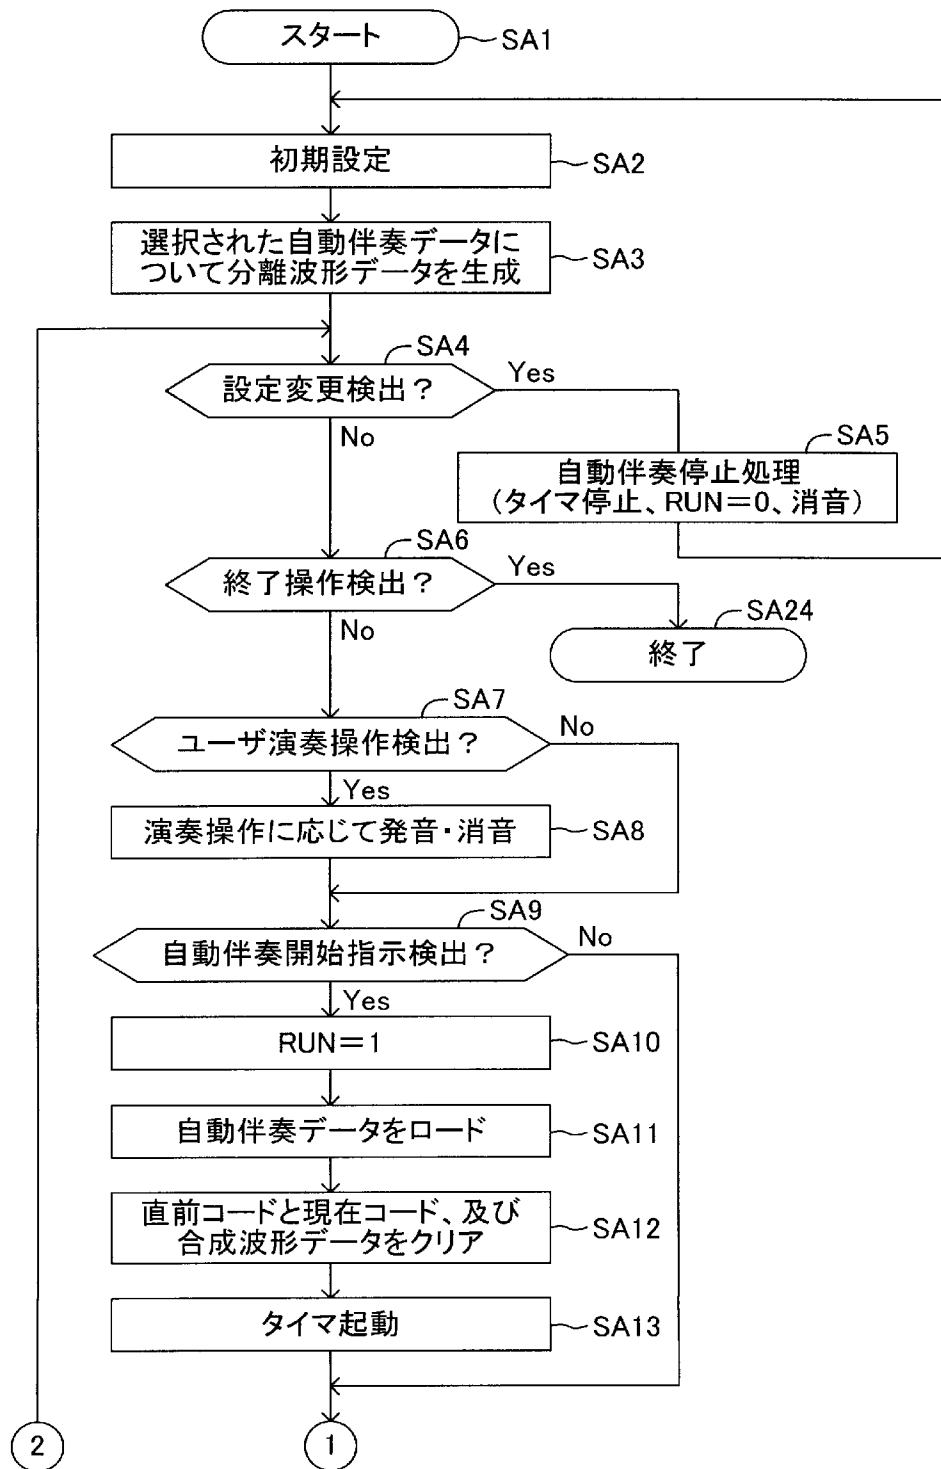 スタート
SA1
初期設定
SA2
選択された自動伴奏データに
ついて分離波形データを生成
SA3
SA4
設定変更検出？
Yes
No
SA5
自動伴奏停止処理
（タイマ停止、RUN＝0、消音）
SA6
終了操作検出？
Yes
No
SA24
終了
SA7
ユーザ演奏操作検出？
No
Yes
演奏操作に応じて発音・消音
SA8
SA9
自動伴奏開始指示検出？
No
Yes
RUN＝1
SA10
自動伴奏データをロード
SA11
直前コードと現在コード、及び
合成波形データをクリア
SA12
タイマ起動
SA13
2
1